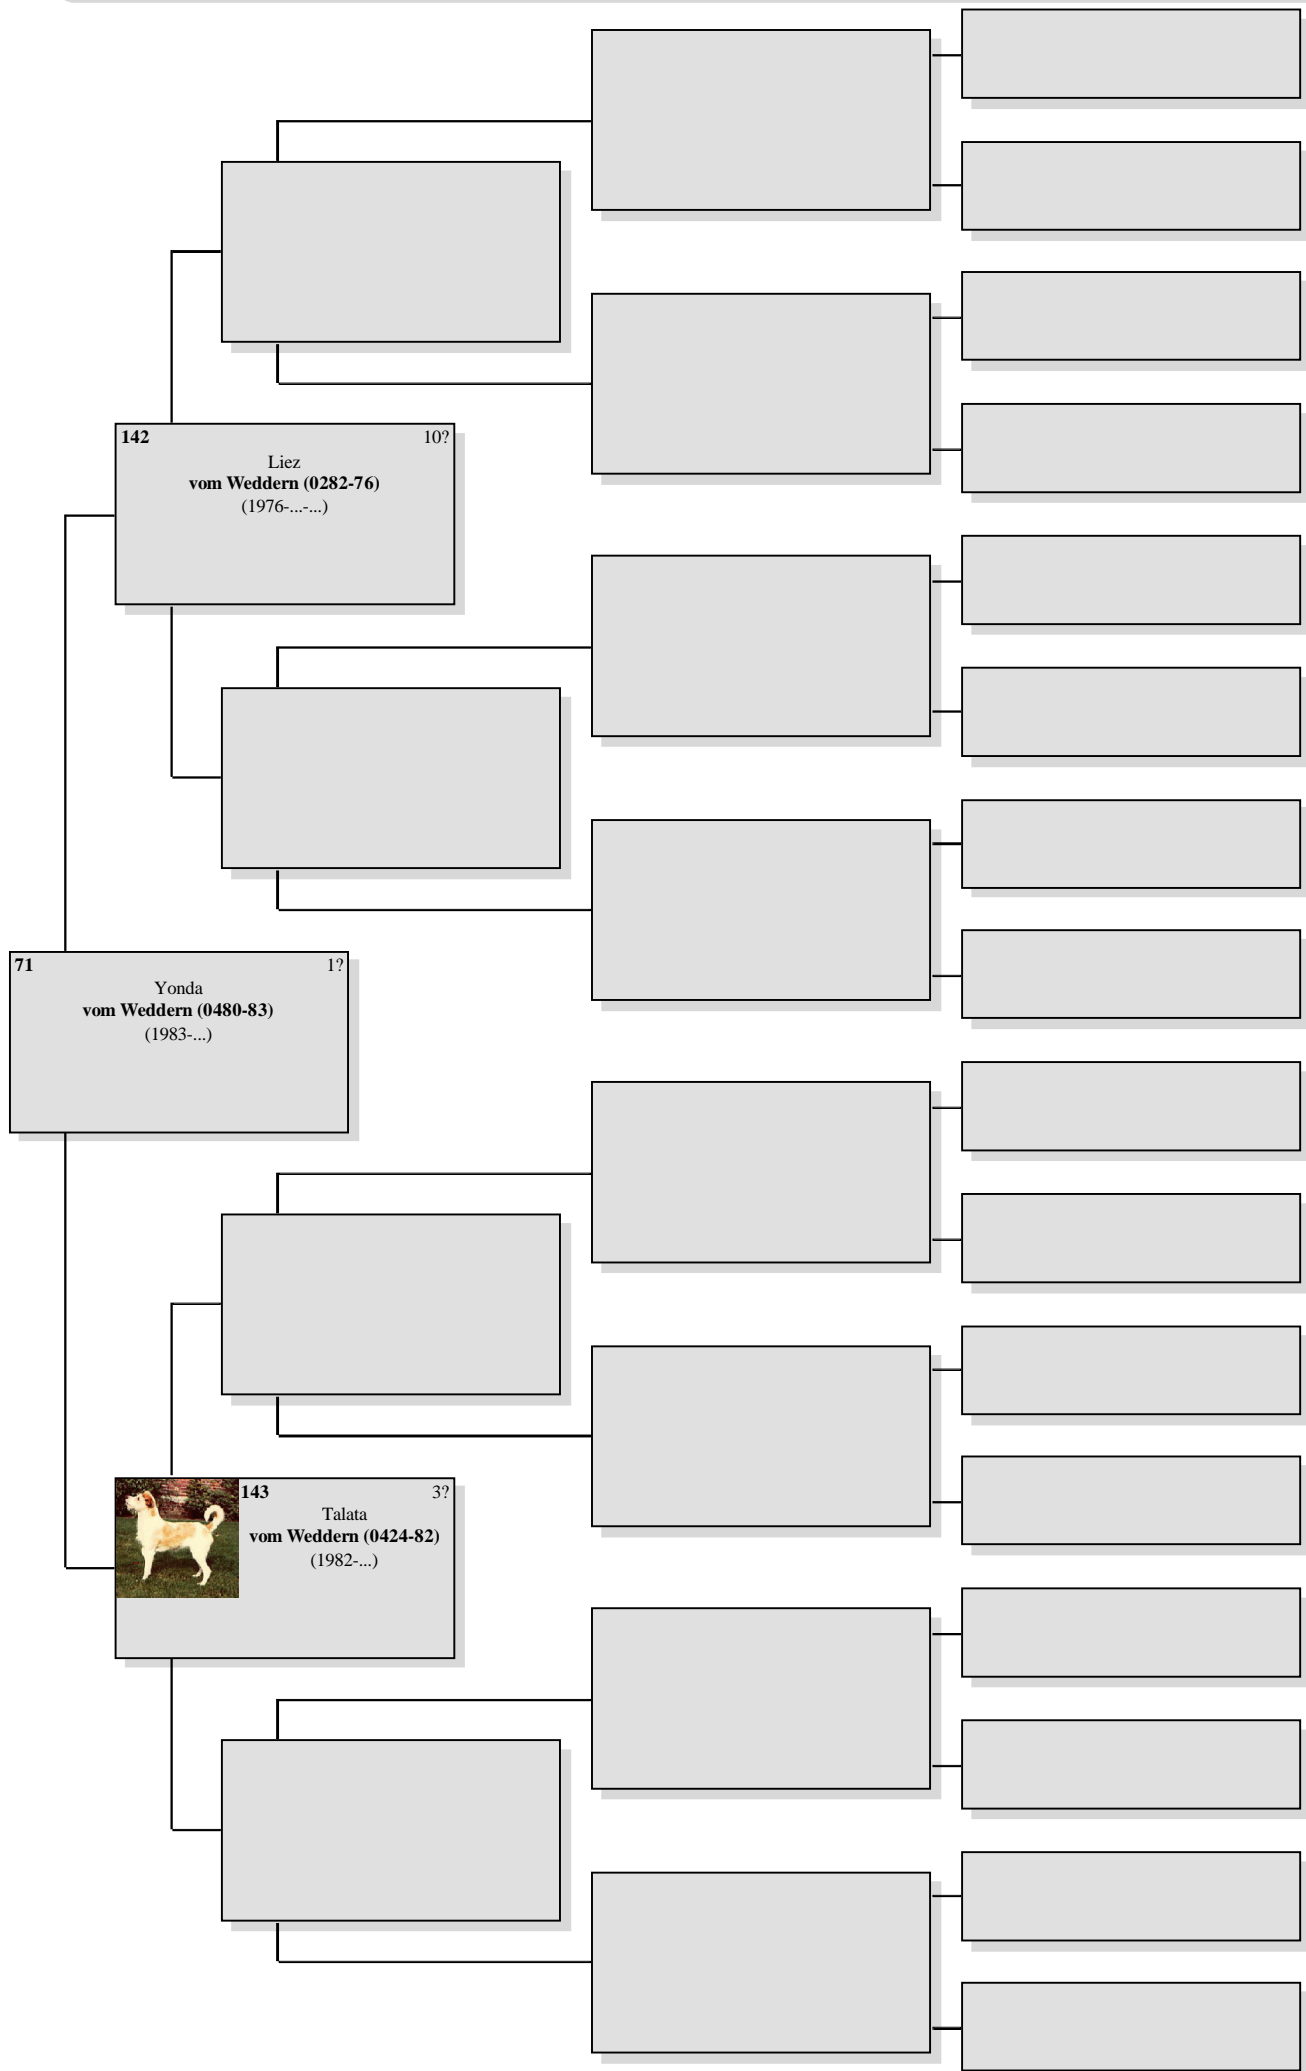 142 10?
Liez
vom Weddern (0282-76)
(1976-...-...)
71 1?
Yonda
vom Weddern (0480-83)
(1983-...)
143 3?
Talata
vom Weddern (0424-82)
(1982-...)